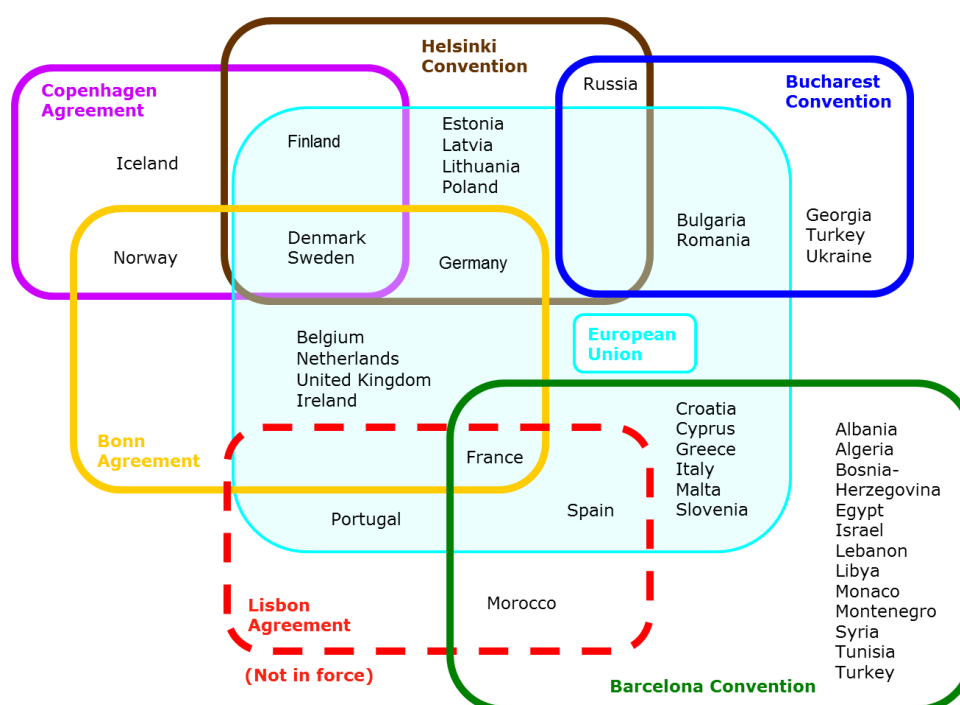 Helsinki
Convention
Russia
Bucharest
Convention
Copenhagen
Agreement
Estonia
Latvia
Lithuania
Poland
Finland
Iceland
Bulgaria
Romania
Georgia
Turkey
Ukraine
Norway
Denmark
Sweden
Germany
Belgium
Netherlands
United Kingdom
Ireland
European
Union
Croatia
Cyprus
Greece
Italy
Malta
Slovenia
Albania
Algeria
Bosnia-
Herzegovina
Egypt
Israel
Lebanon
Libya
Monaco
Montenegro
Syria
Tunisia
Turkey
Bonn
Agreement
France
Portugal
Spain
Lisbon
Agreement
Morocco
(Not in force)
Barcelona Convention